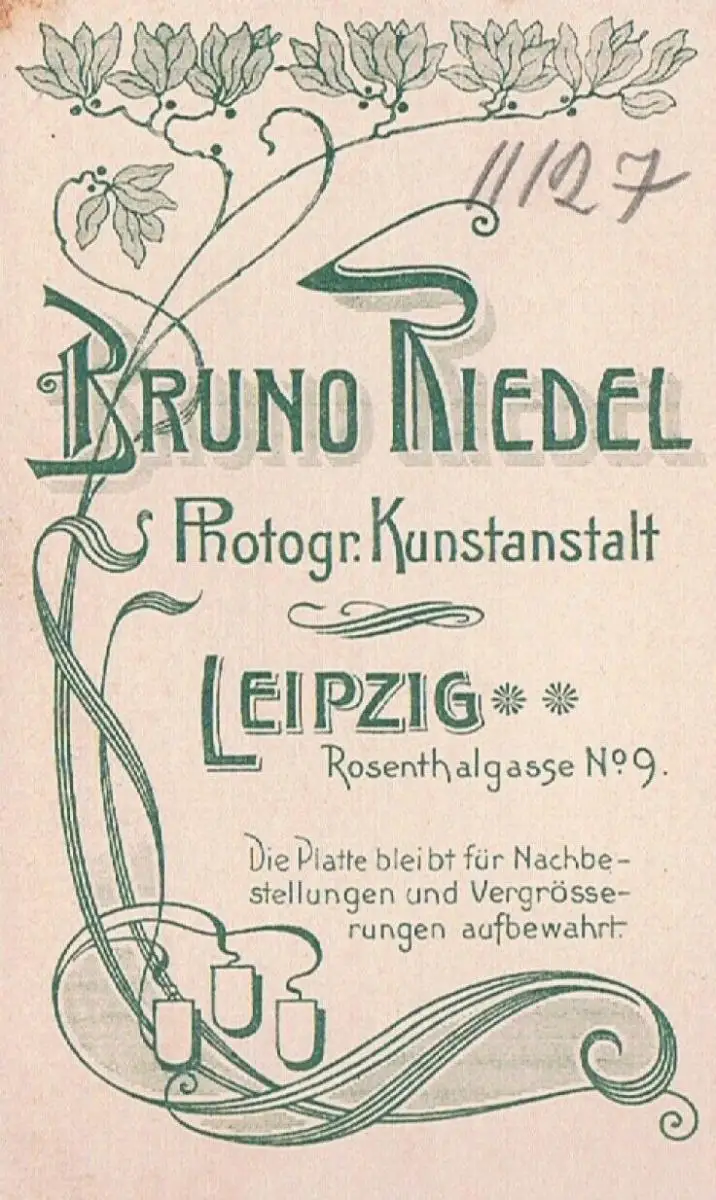 11127
Bruno Riedel
Photogr. Kunstanstalt
Leipzig
Rosenthalgasse No 9.
Die Platte bleibt für Nachbe-
stellungen und Vergrösse-
rungen aufbewahrt.